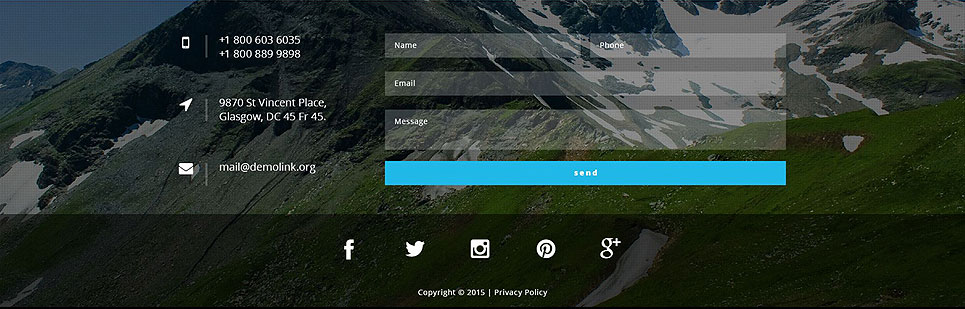 +1 800 603 6035
+1 800 889 9898
9870 St Vincent Place,
Glasgow, DC 45 Fr 45.
mail@demolink.org
Name
Phone
Email
Message
send
Copyright © 2015 | Privacy Policy